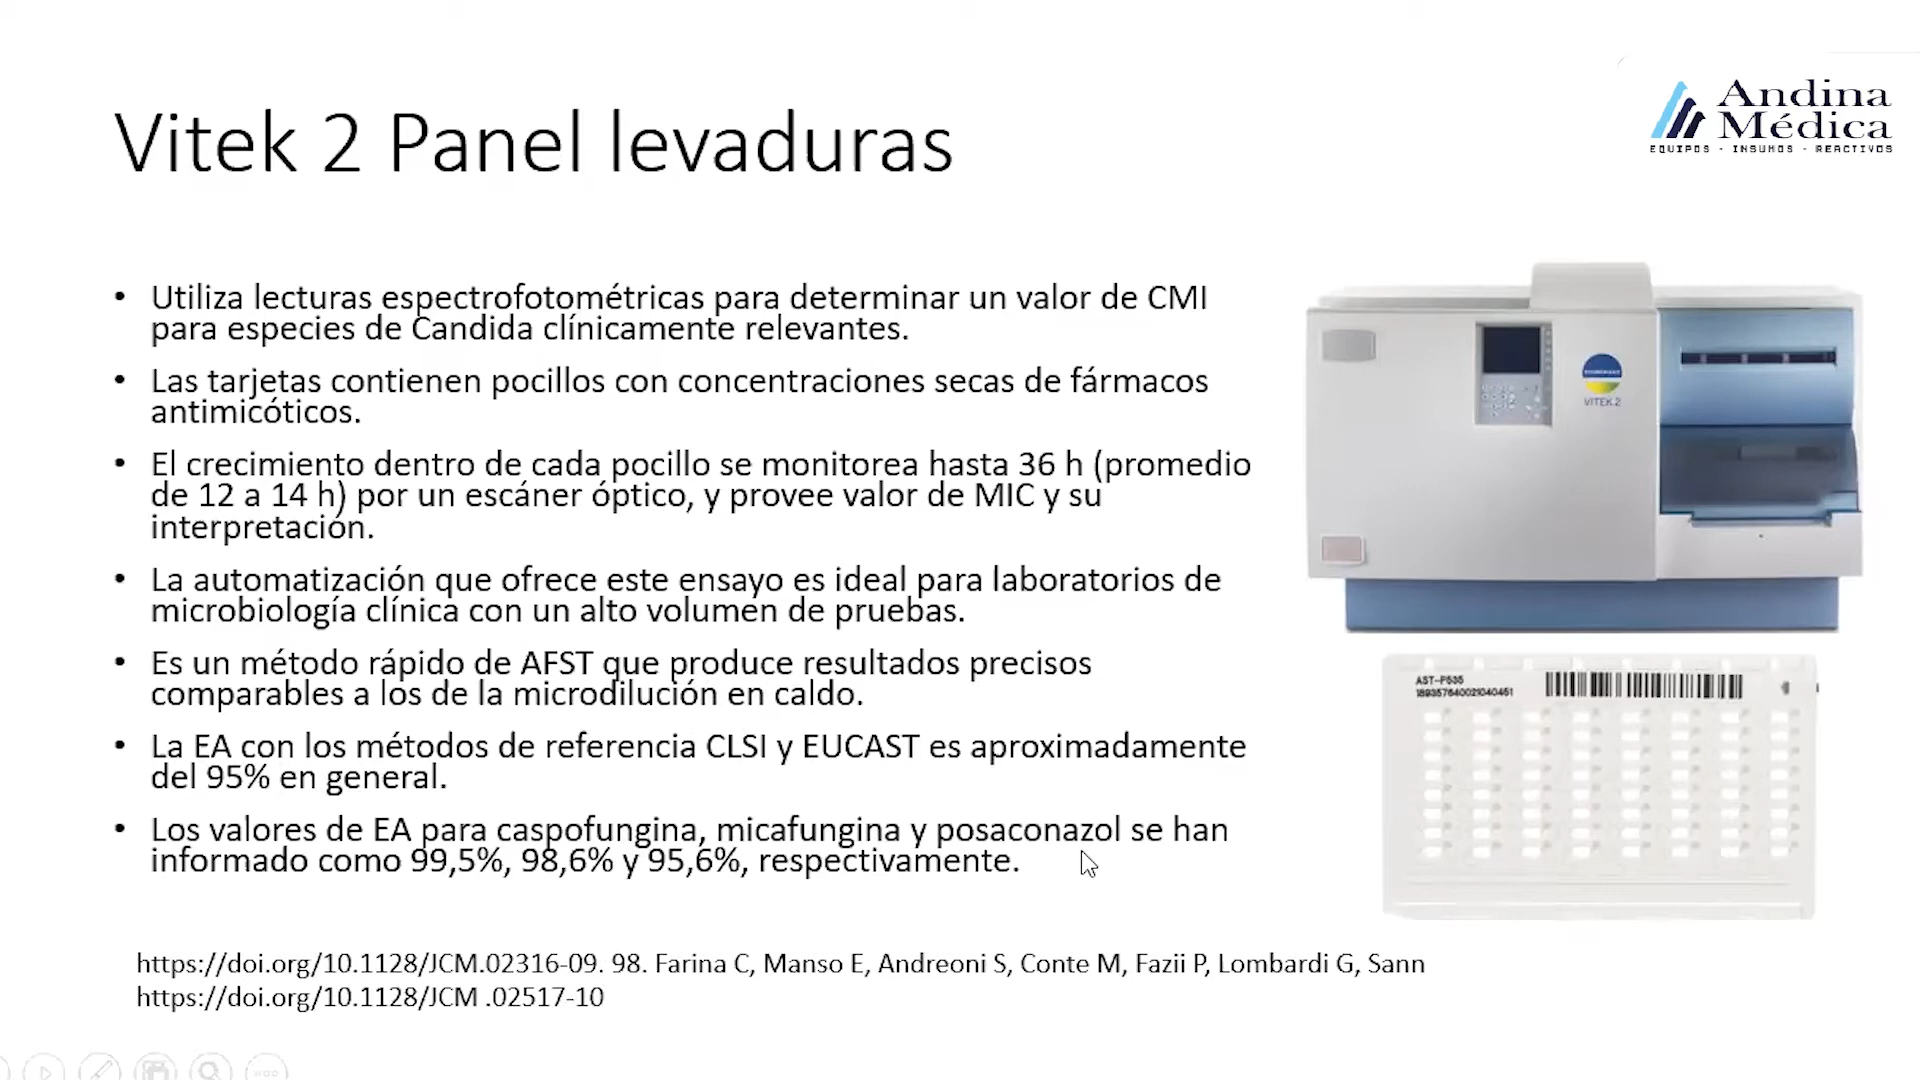 Andina
Médica
EQUIPOS - INSUMOS - REACTIVOS
Vitek 2 Panel levaduras
• Utiliza lecturas espectrofotométricas para determinar un valor de CMI
para especies de Candida clínicamente relevantes.
• Las tarjetas contienen pocillos con concentraciones secas de fármacos
antimicóticos.
• El crecimiento dentro de cada pocillo se monitorea hasta 36 h (promedio
de 12 a 14 h) por un escáner óptico, y provee valor de MIC y su
interpretación.
• La automatización que ofrece este ensayo es ideal para laboratorios de
microbiología clínica con un alto volumen de pruebas.
• Es un método rápido de AFST que produce resultados precisos
comparables a los de la microdilución en caldo.
• La EA con los métodos de referencia CLSI y EUCAST es aproximadamente
del 95% en general.
• Los valores de EA para caspofungina, micafungina y posaconazol se han
informado como 99,5%, 98,6% y 95,6%, respectivamente.
VITEK 2
AST-P535
https://doi.org/10.1128/JCM.02316-09. 98. Farina C, Manso E, Andreoni S, Conte M, Fazii P, Lombardi G, Sann
https://doi.org/10.1128/JCM .02517-10